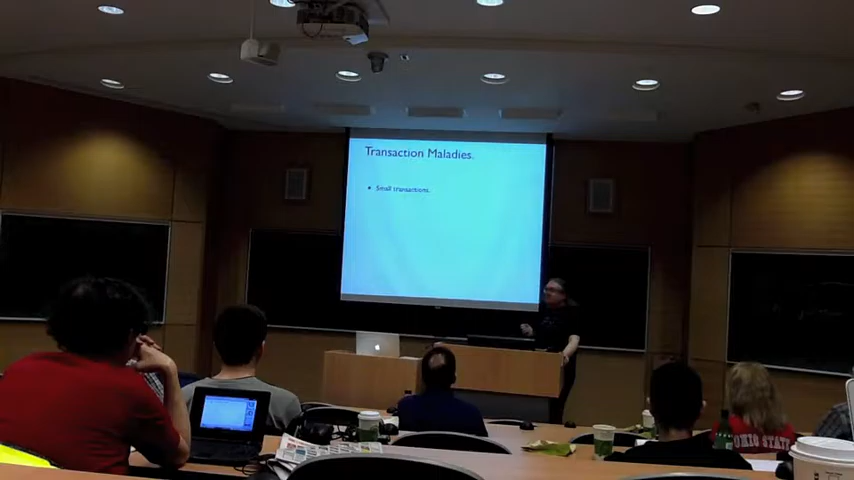 Transaction Maladies.
• Small transactions.
OHIO STATE